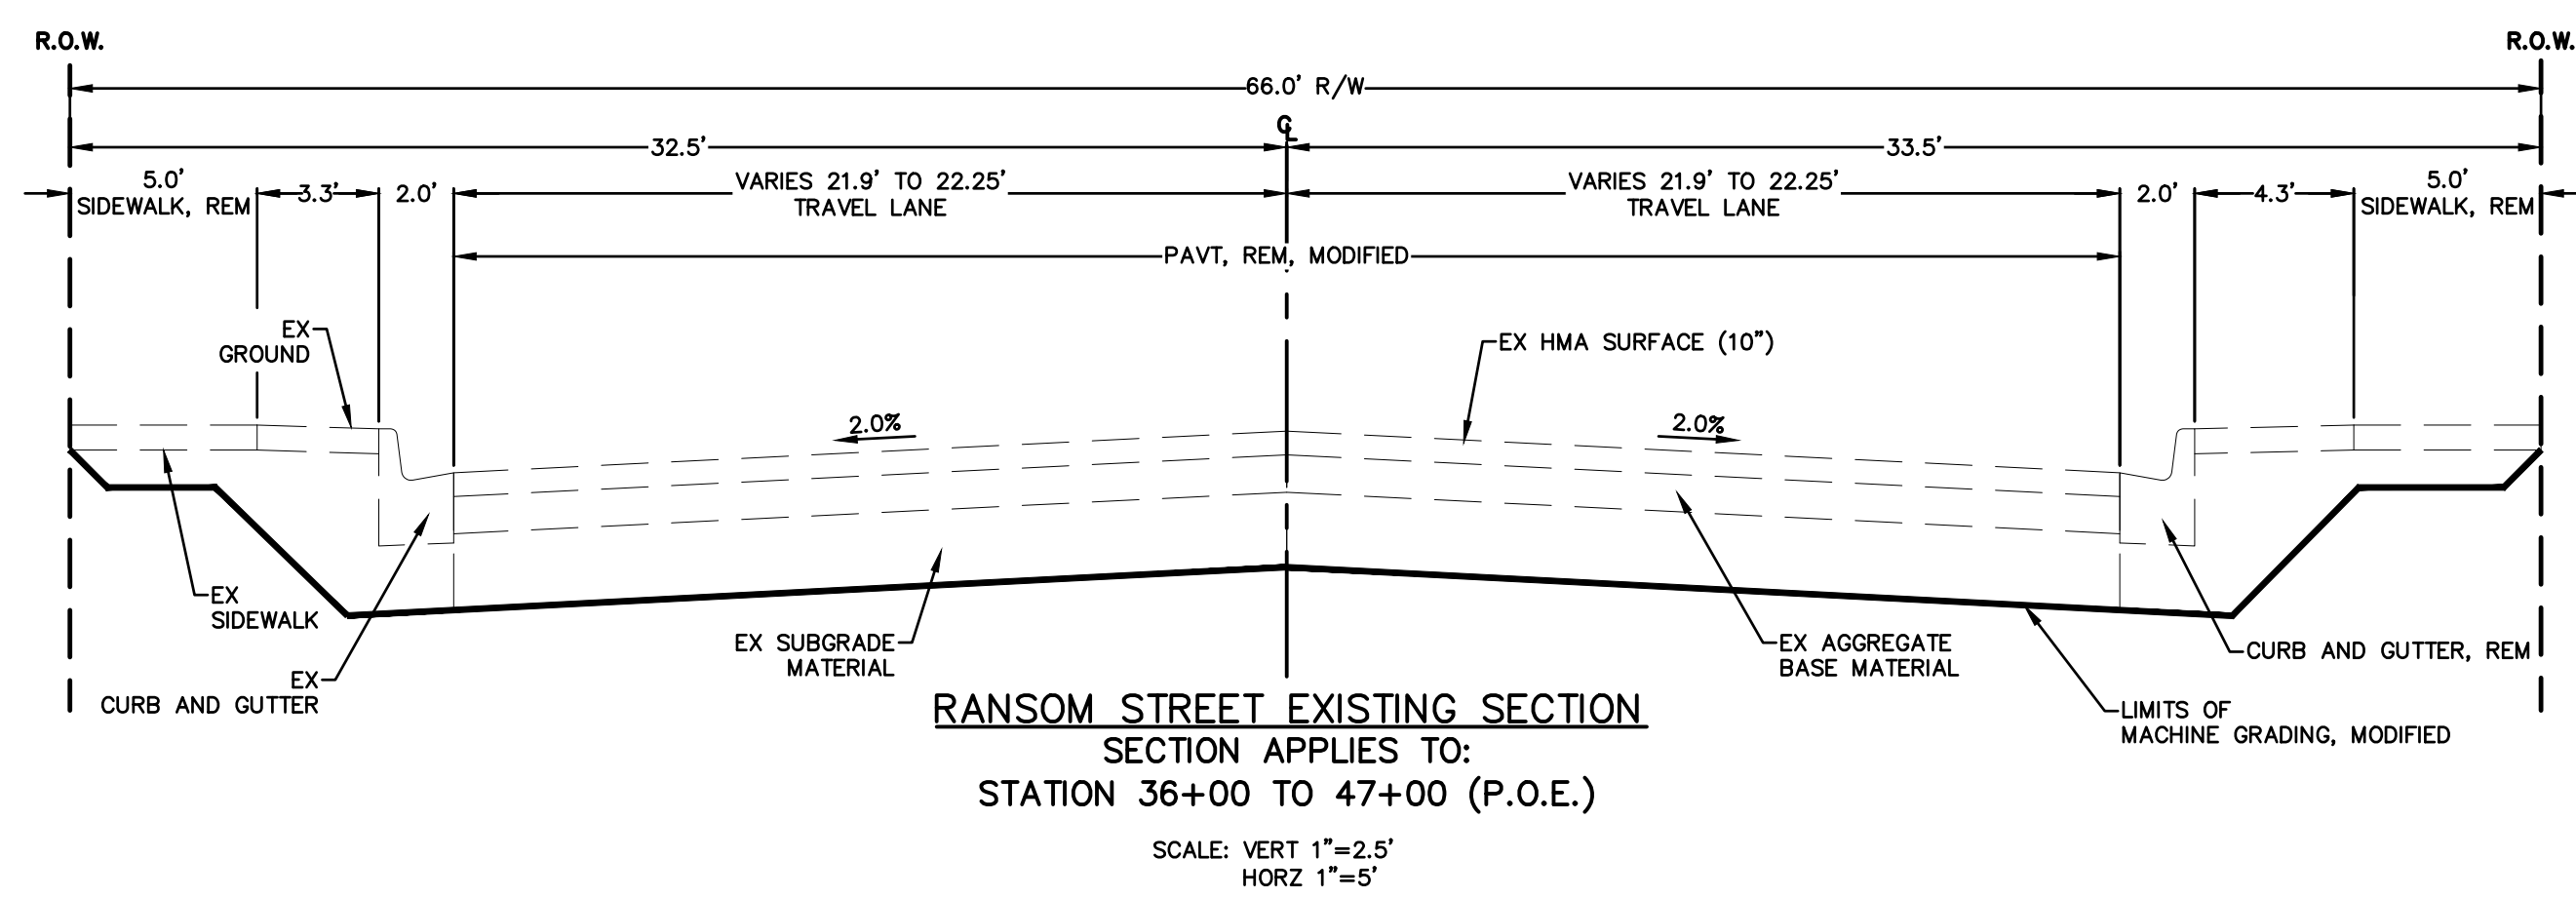 R.O.W.
R.O.W.
66.0' R/W
CL
32.5'
33.5'
5.0'
SIDEWALK, REM
3.3'
2.0'
VARIES 21.9' TO 22.25'
TRAVEL LANE
VARIES 21.9' TO 22.25'
TRAVEL LANE
2.0'
4.3'
5.0'
SIDEWALK, REM
PAVT, REM, MODIFIED
EX
GROUND
EX HMA SURFACE (10")
2.0%
2.0%
EX
SIDEWALK
EX SUBGRADE
MATERIAL
EX AGGREGATE
BASE MATERIAL
CURB AND GUTTER, REM
EX
CURB AND GUTTER
LIMITS OF
MACHINE GRADING, MODIFIED
RANSOM STREET EXISTING SECTION
SECTION APPLIES TO:
STATION 36+00 TO 47+00 (P.O.E.)
SCALE: VERT 1"=2.5'
HORZ 1"=5'